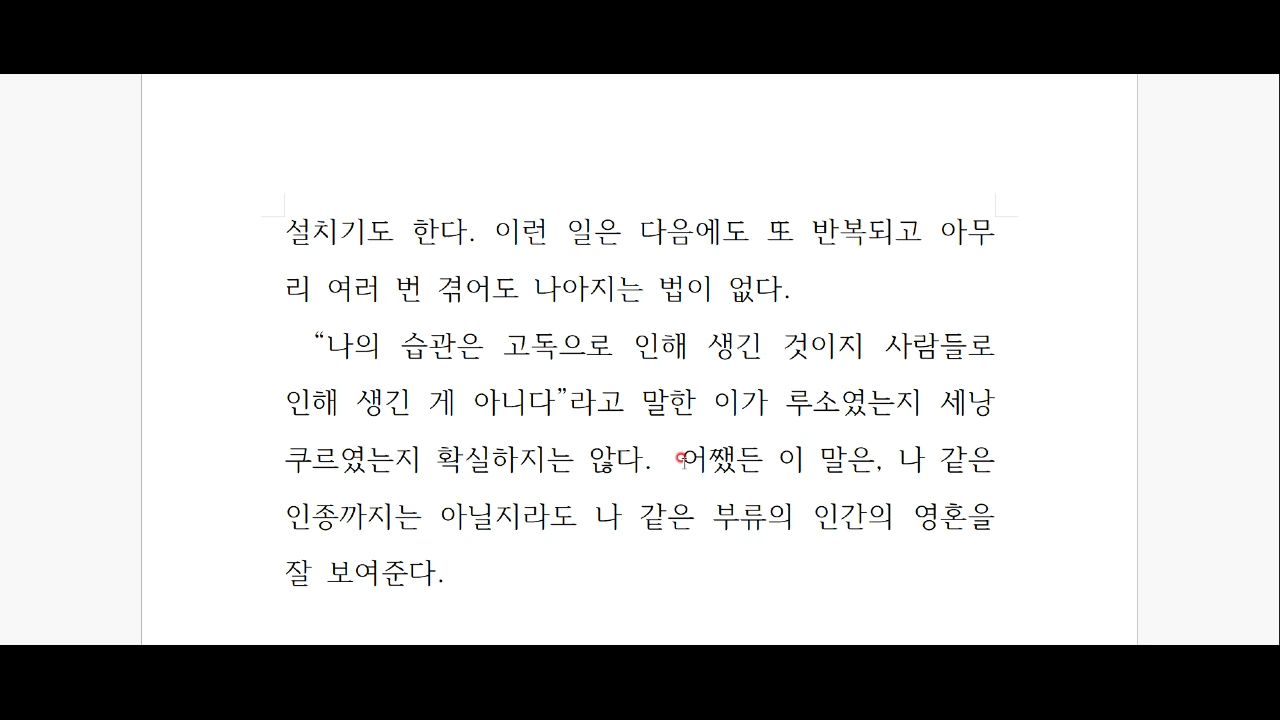 설치기도 한다. 이런 일은 다음에도 또 반복되고 아무
리 여러 번 겪어도 나아지는 법이 없다.
“나의 습관은 고독으로 인해 생긴 것이지 사람들로
인해 생긴 게 아니다”라고 말한 이가 루소였는지 세낭
쿠르였는지 확실하지는 않다. 어쨌든 이 말은, 나 같은
인종까지는 아닐지라도 나 같은 부류의 인간의 영혼을
잘 보여준다.